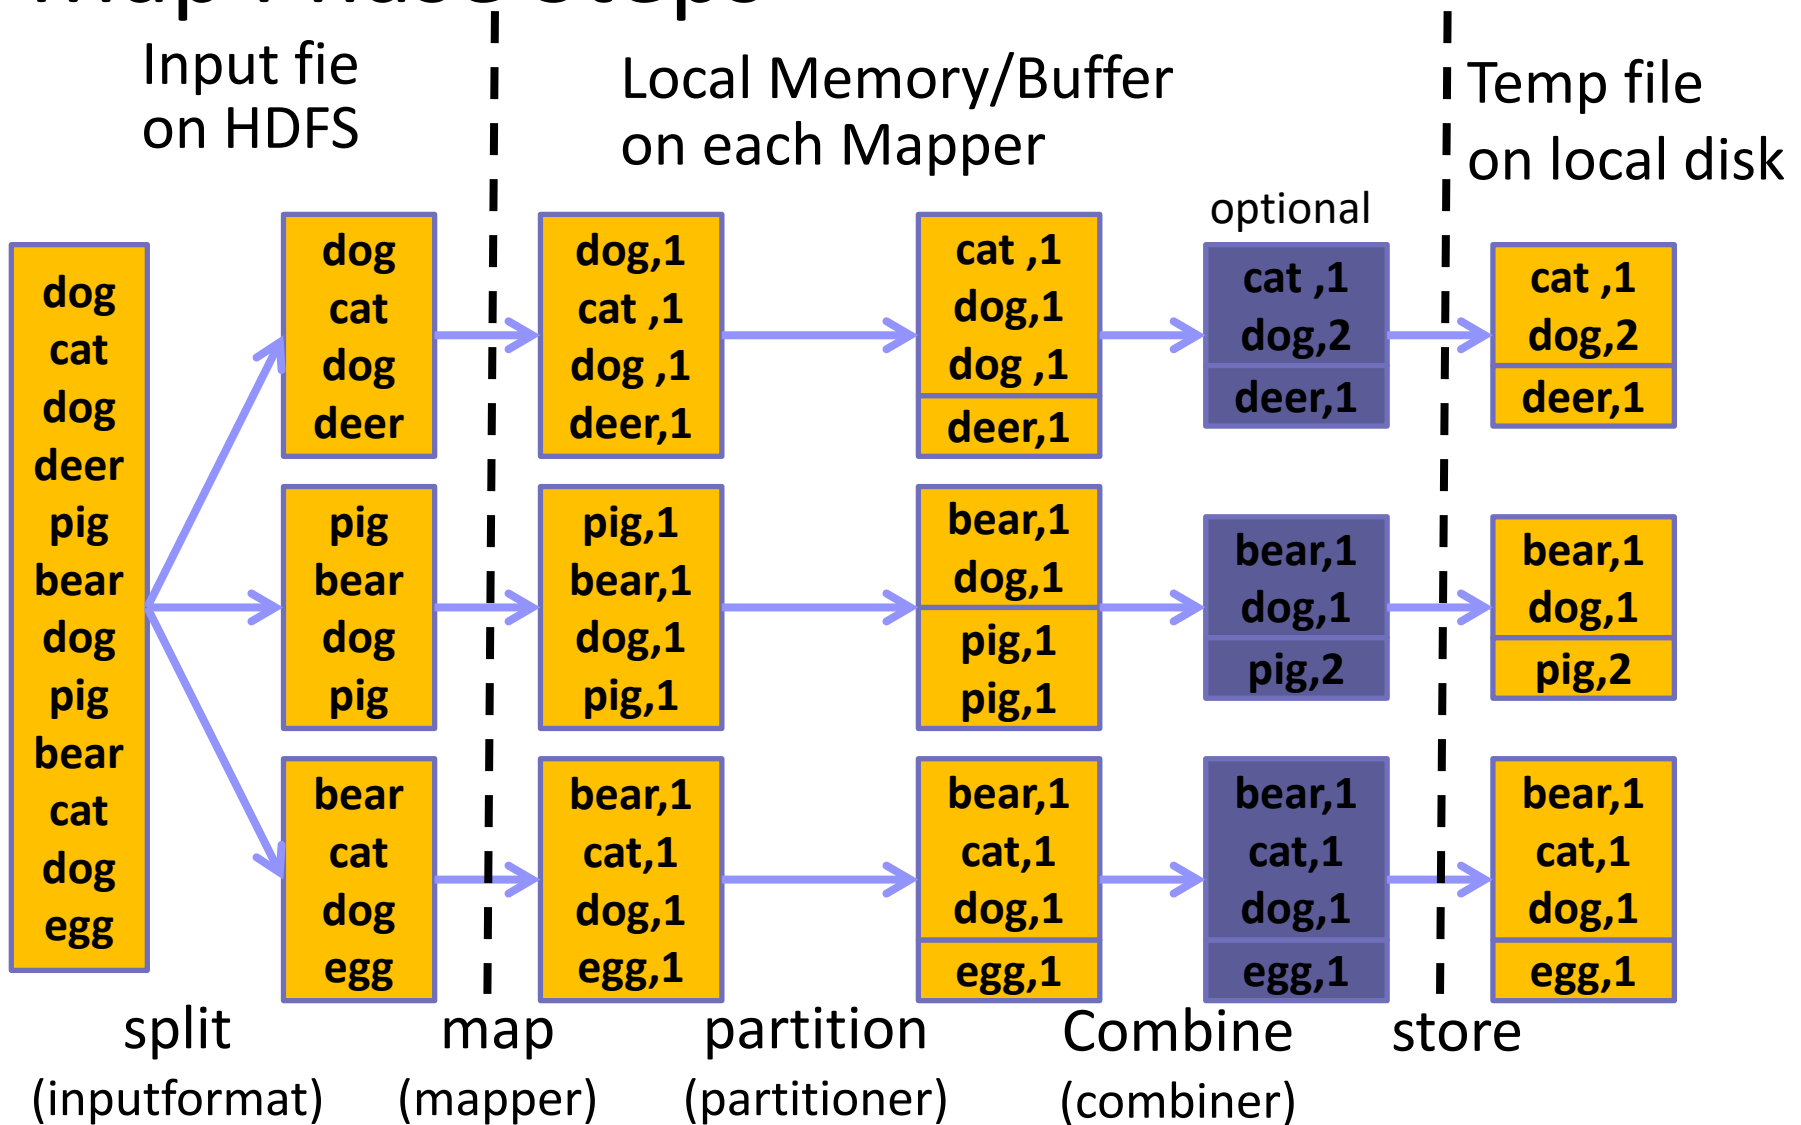 Map Phase Steps
Input fie
on HDFS
Local Memory/Buffer
on each Mapper
Temp file
on local disk
optional
dog
cat
dog
deer
pig
bear
dog
pig
bear
cat
dog
egg
dog
cat
dog
deer
pig
bear
dog
pig
bear
cat
dog
egg
dog,1
cat ,1
dog ,1
deer,1
pig,1
bear,1
dog,1
pig,1
bear,1
cat,1
dog,1
egg,1
cat ,1
dog,1
dog ,1
deer,1
bear,1
dog,1
pig,1
pig,1
bear,1
cat,1
dog,1
egg,1
cat ,1
dog,2
deer,1
bear,1
dog,1
pig,2
bear,1
cat,1
dog,1
egg,1
cat ,1
dog,2
deer,1
bear,1
dog,1
pig,2
bear,1
cat,1
dog,1
egg,1
split
(inputformat)
map
(mapper)
partition
(partitioner)
Combine
(combiner)
store